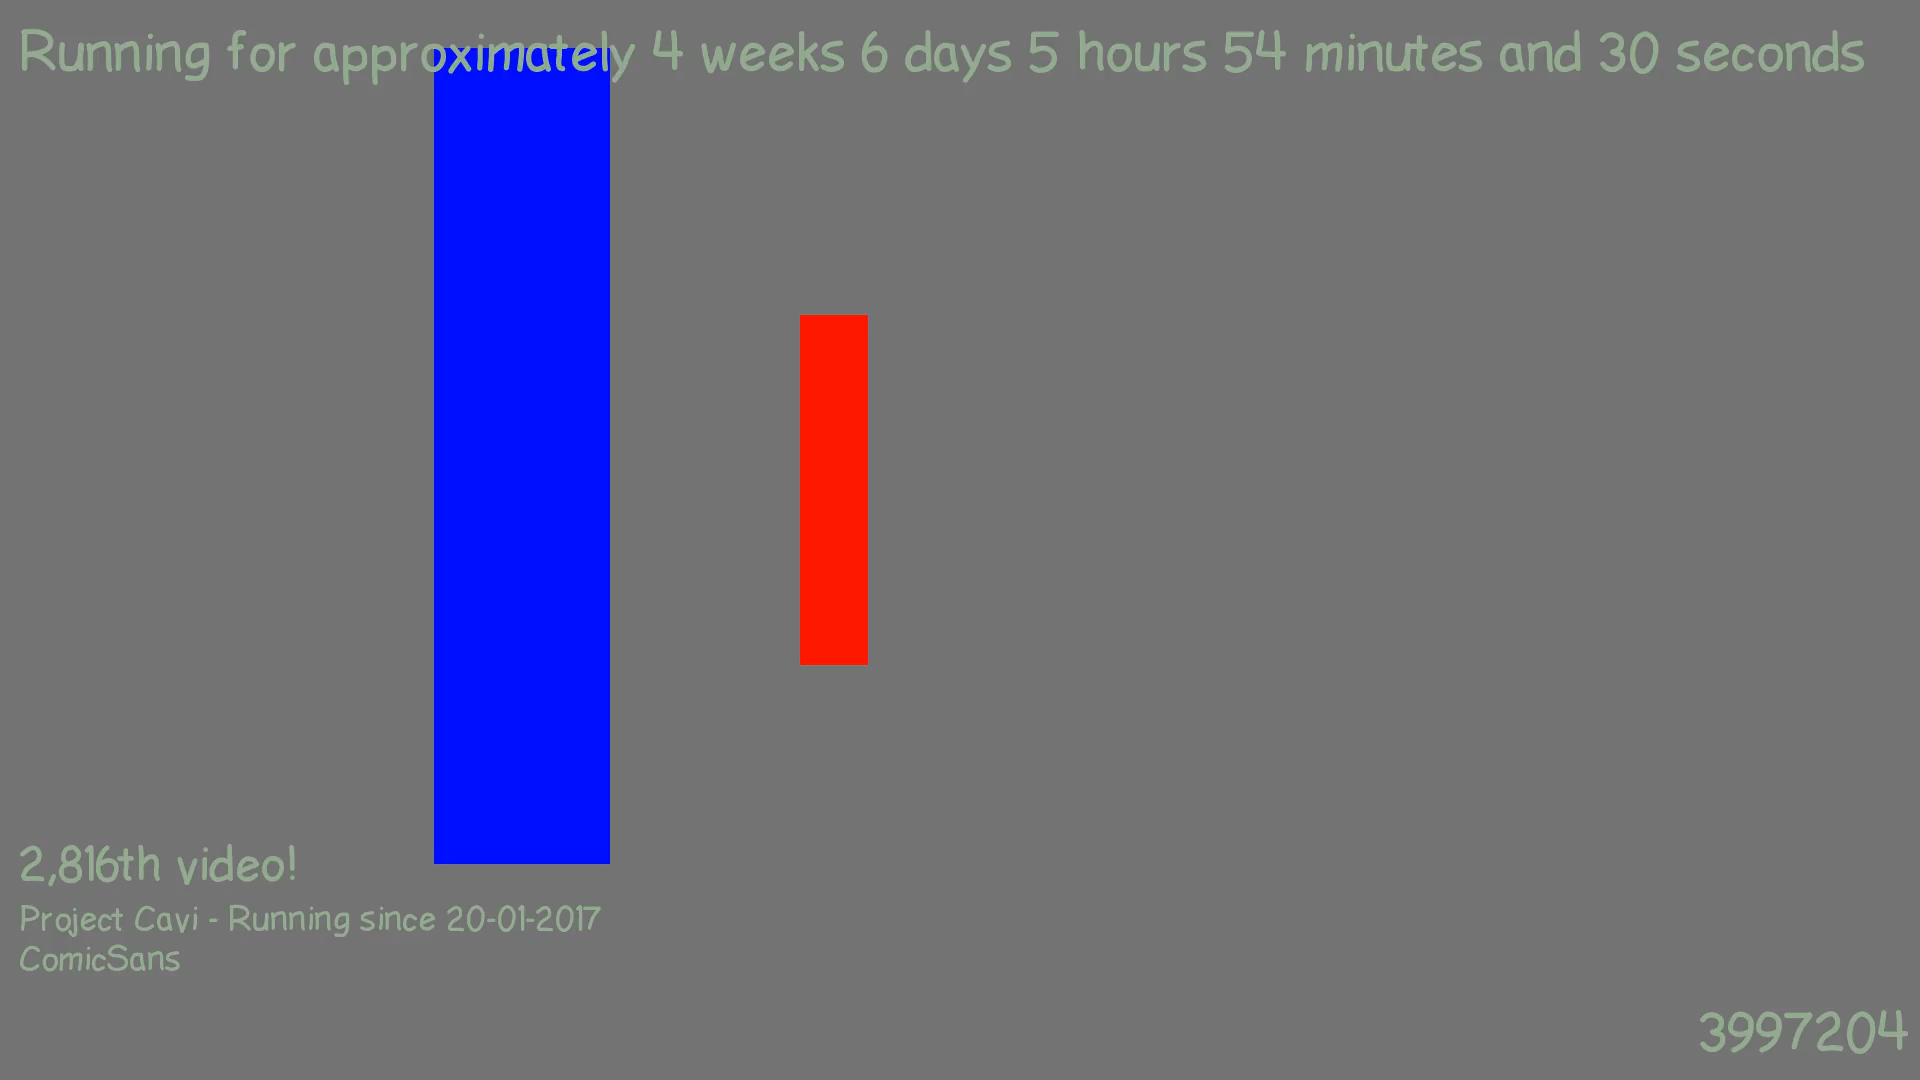 Running for approximately 4 weeks 6 days 5 hours 54 minutes and 30 seconds
2,816th video!
Project Cavi - Running since 20-01-2017
ComicSans
3997204